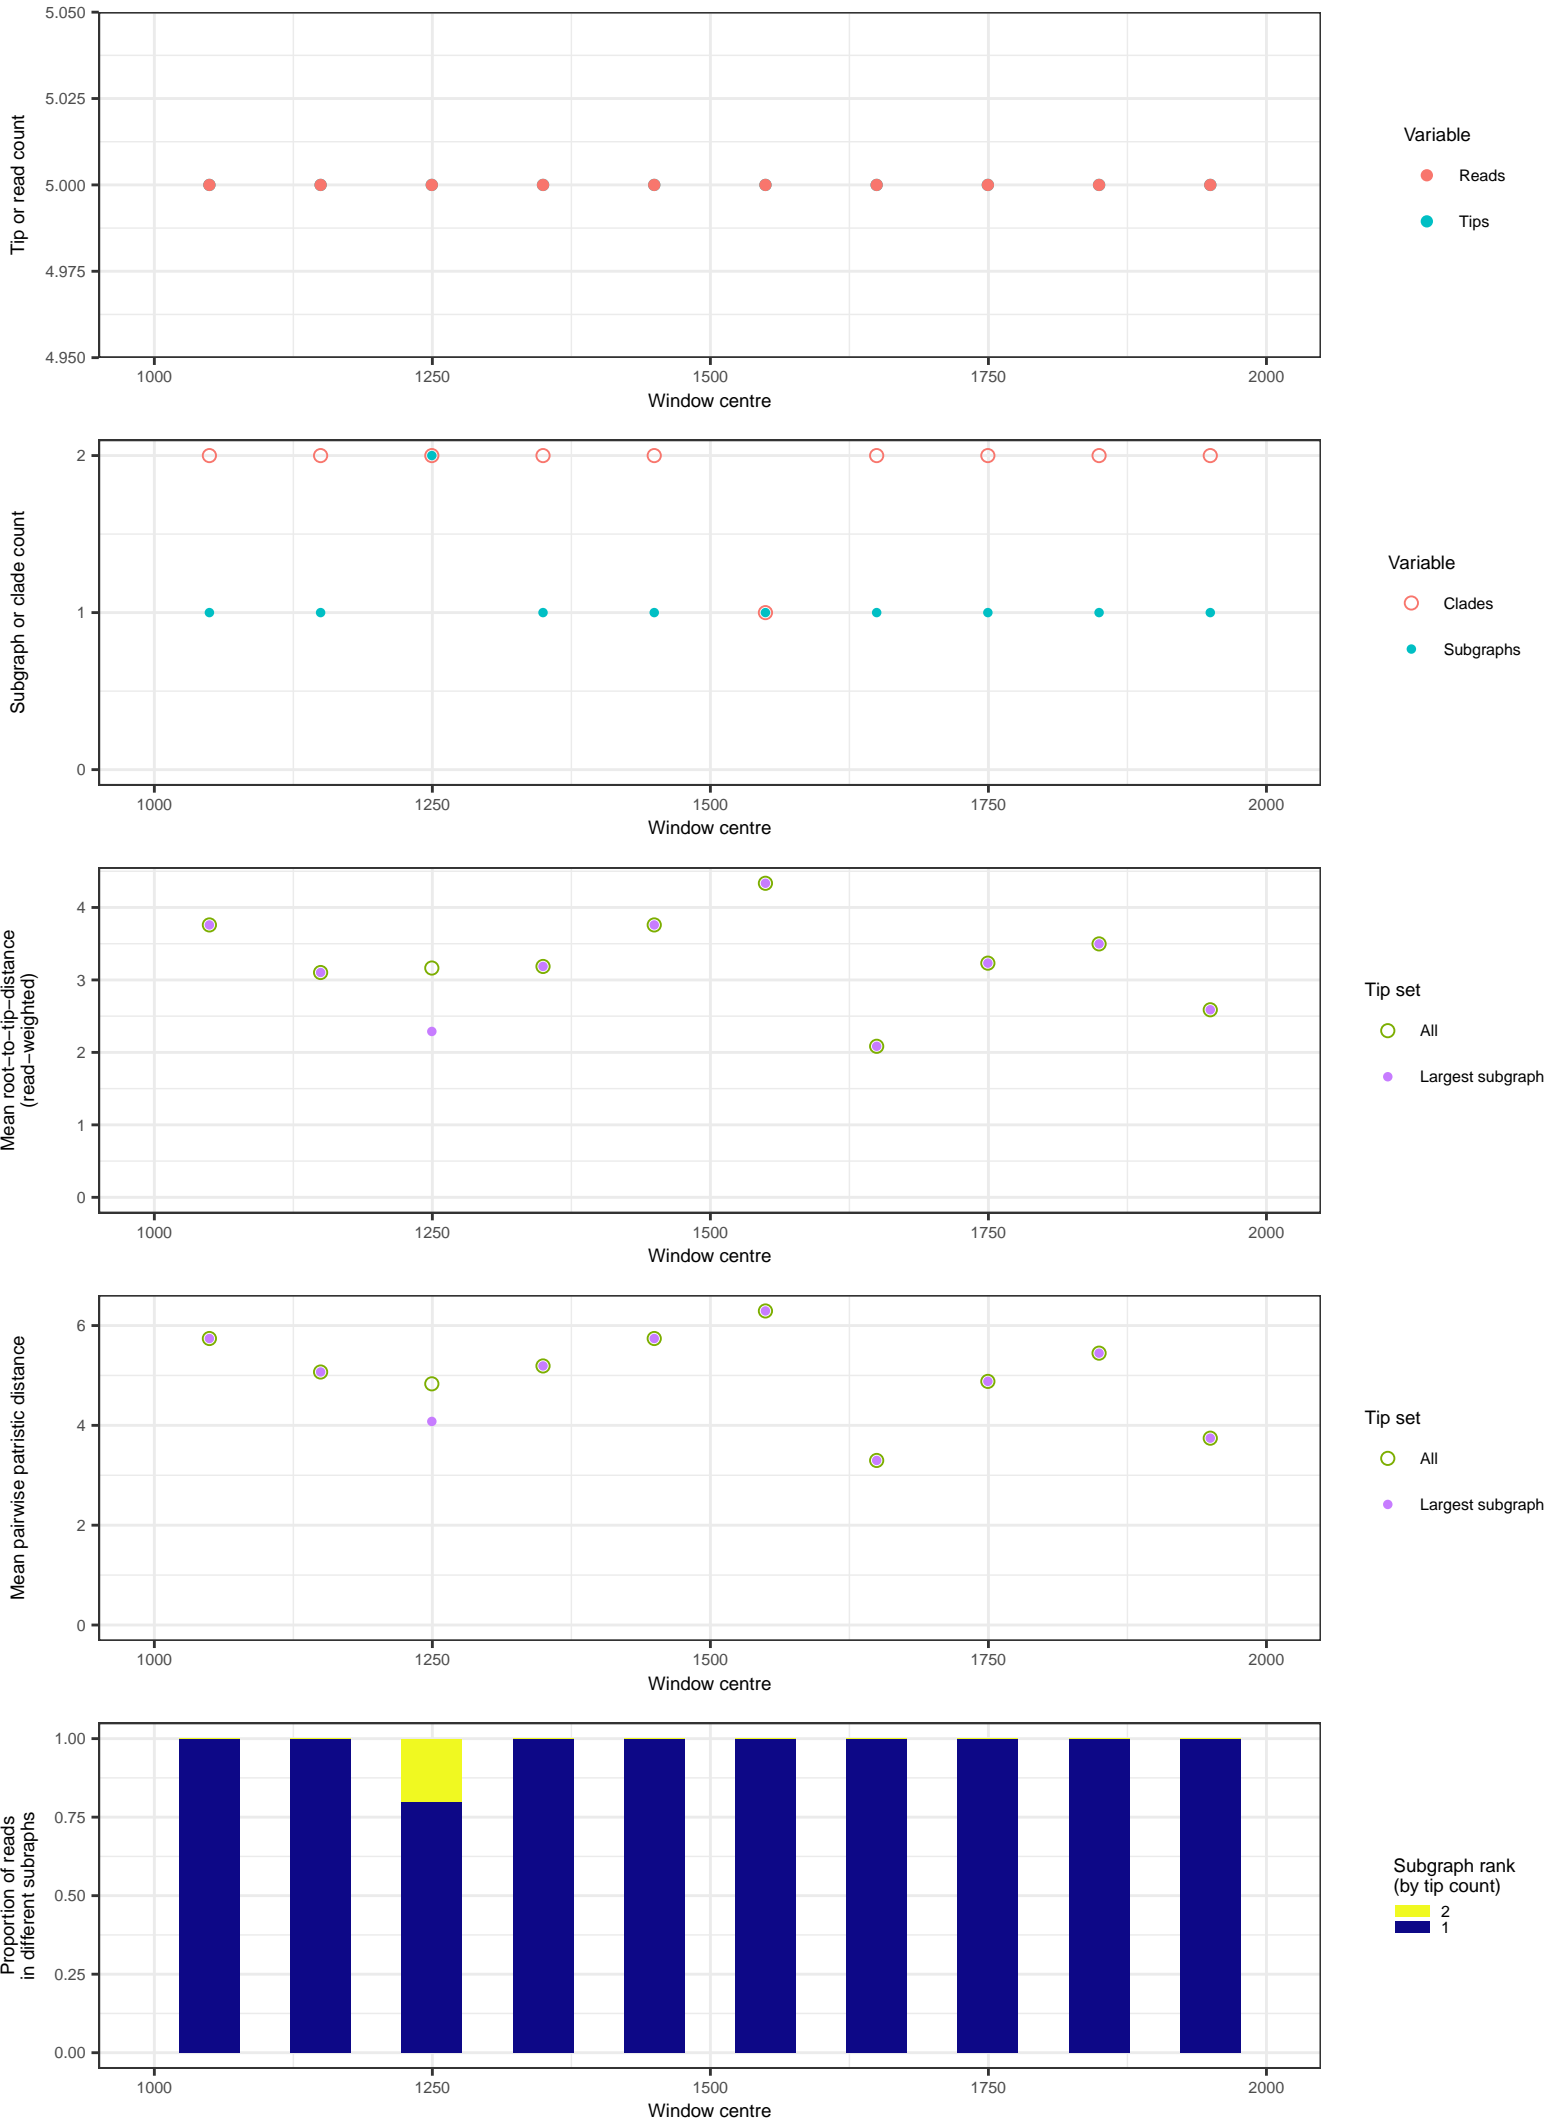 5.050
5.025
5.000
4.975
4.950
Tip or read count
1000 1250 1500 1750 2000
Window centre
Variable
Reads
Tips
2
1
0
Subgraph or clade count
1000 1250 1500 1750 2000
Window centre
Variable
Clades
Subgraphs
4
3
2
1
0
Mean root−to−tip−distance
(read−weighted)
1000 1250 1500 1750 2000
Window centre
Tip set
All
Largest subgraph
6
4
2
0
Mean pairwise patristic distance
1000 1250 1500 1750 2000
Window centre
Tip set
All
Largest subgraph
1.00
0.75
0.50
0.25
0.00
Proportion of reads
in different subraphs
1000 1250 1500 1750 2000
Window centre
Subgraph rank
(by tip count)
2
1